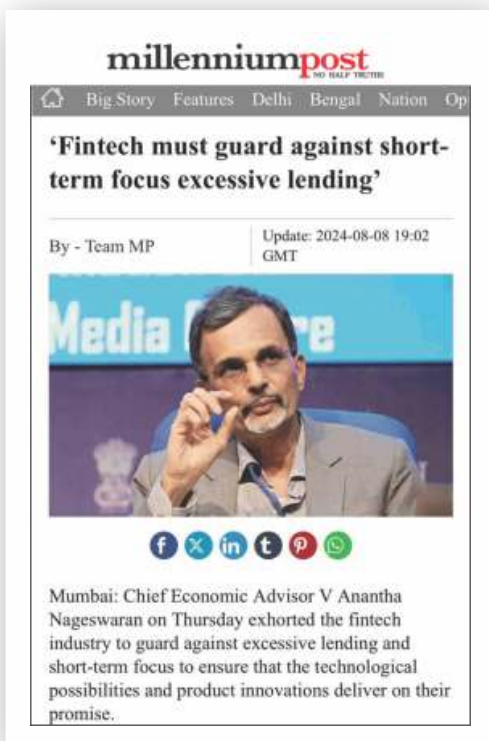 millenniumpost
NO HALF TRUTHS
Big Story Features Delhi Bengal Nation Op
‘Fintech must guard against short-
term focus excessive lending’
By - Team MP
Update: 2024-08-08 19:02
GMT
Media
re
Mumbai: Chief Economic Advisor V Anantha
Nageswaran on Thursday exhorted the fintech
industry to guard against excessive lending and
short-term focus to ensure that the technological
possibilities and product innovations deliver on their
promise.